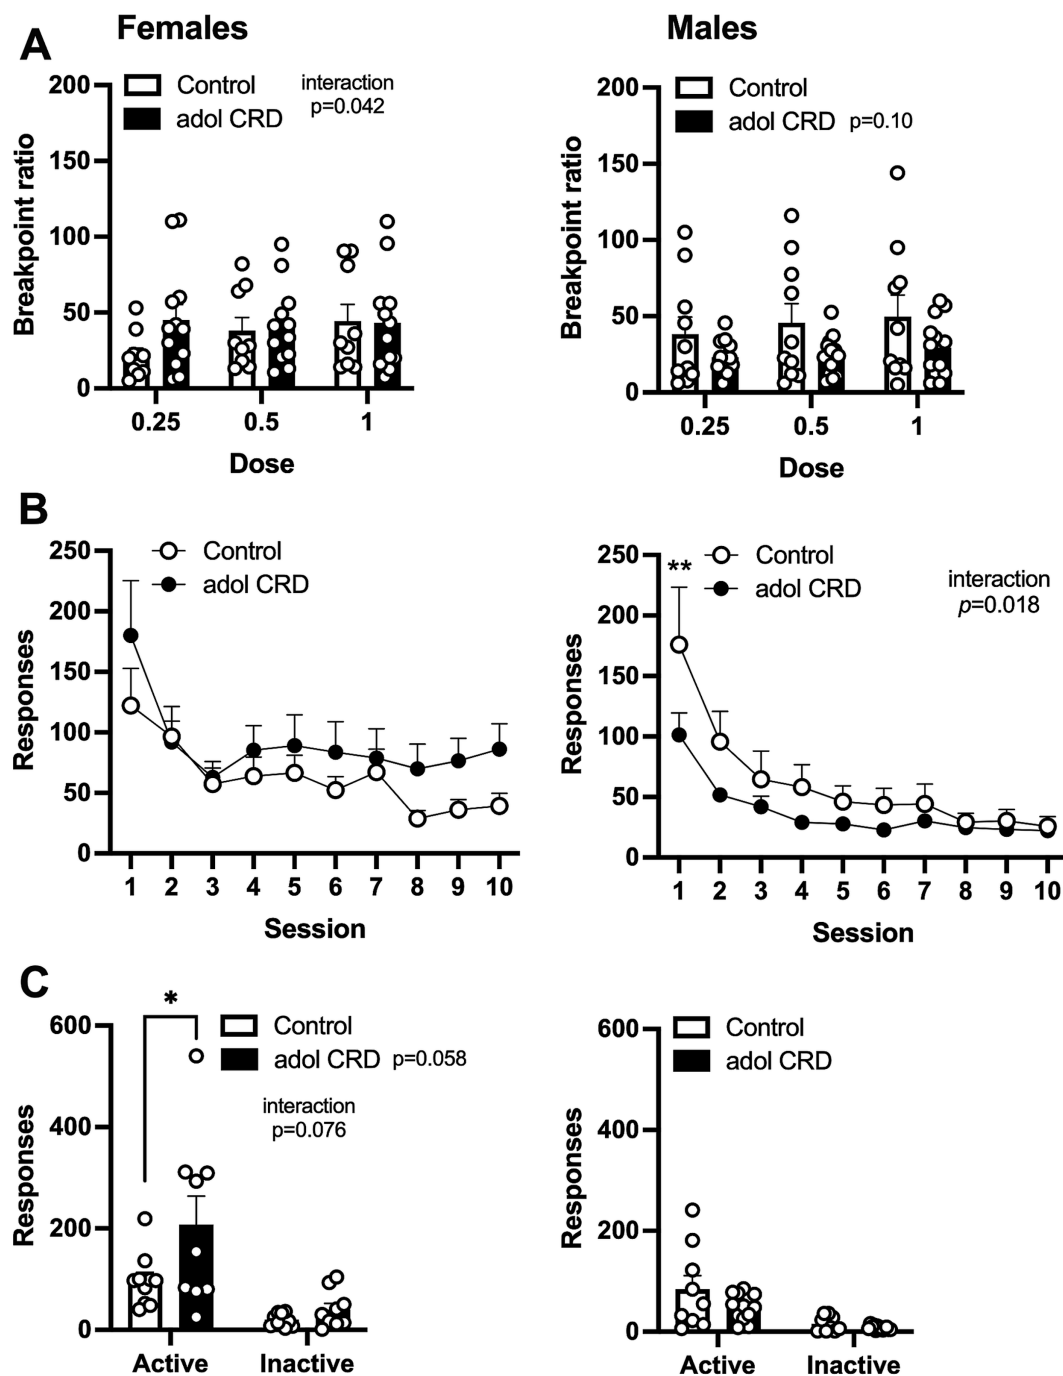 Females
Males
A
200
150
100
50
0
Breakpoint ratio
Control
adol CRD
interaction
p=0.042
0.25
0.5
1
Dose
200
150
100
50
0
Breakpoint ratio
Control
adol CRD p=0.10
0.25
0.5
1
Dose
B
250
200
150
100
50
0
Responses
Control
adol CRD
1 2 3 4 5 6 7 8 9 10
Session
250
200
150
100
50
0
Responses
**
Control
adol CRD
interaction
p=0.018
1 2 3 4 5 6 7 8 9 10
Session
C
600
400
200
0
Responses
*
Control
adol CRD p=0.058
interaction
p=0.076
Active
Inactive
600
400
200
0
Responses
Control
adol CRD
Active
Inactive